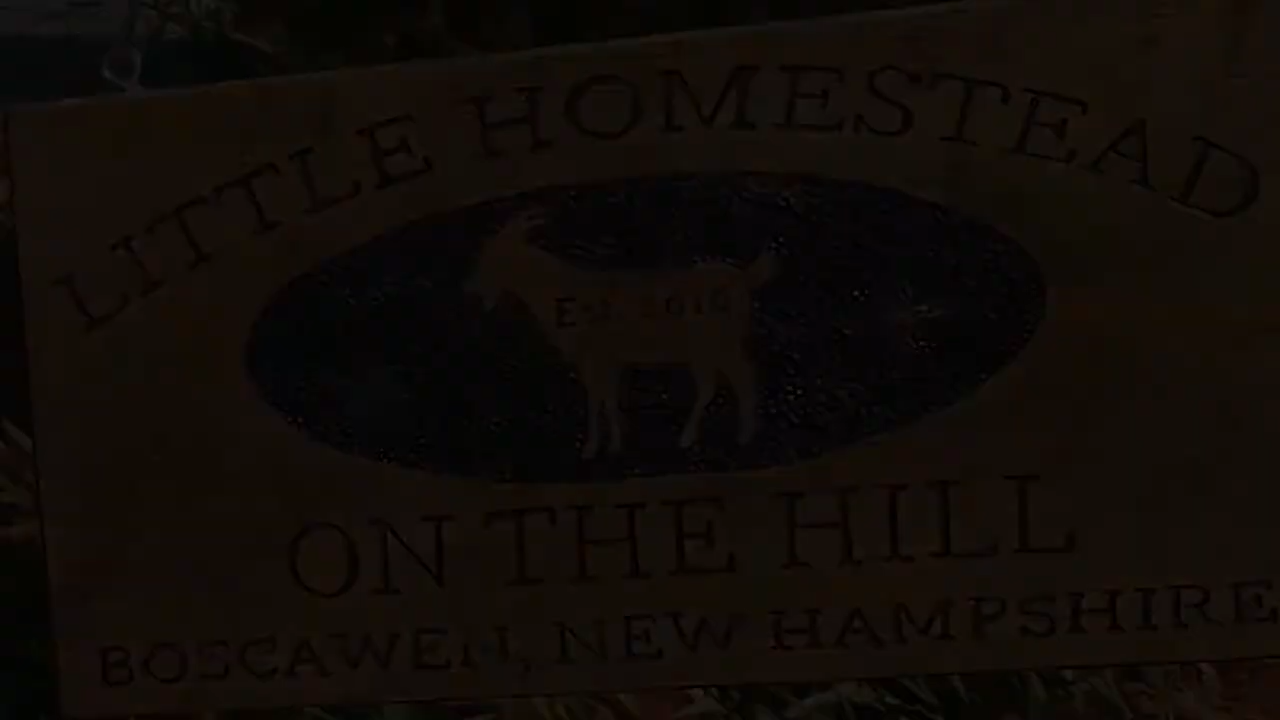 LITTLE HOMESTEAD
EST. 2016
ON THE HILL
BOSCAWEN, NEW HAMPSHIRE